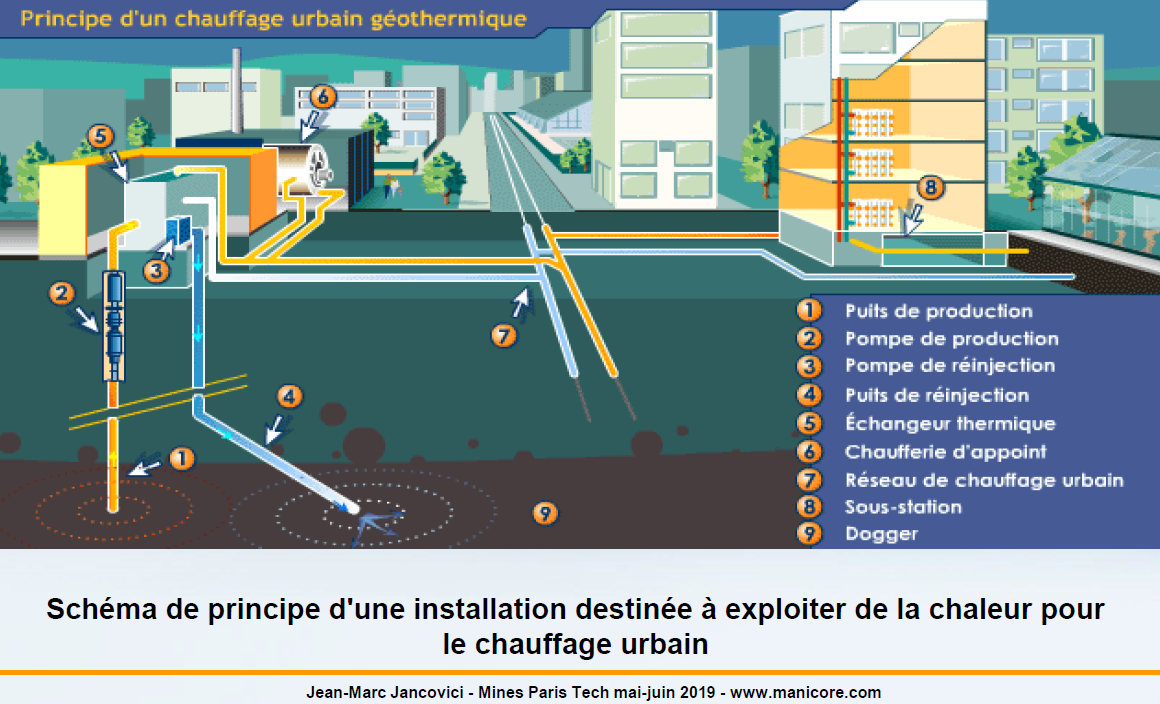 Principe d'un chauffage urbain géothermique
6
5
8
3
2
7
4
1
9
1 Puits de production
2 Pompe de production
3 Pompe de réinjection
4 Puits de réinjection
5 Échangeur thermique
6 Chaufferie d'appoint
7 Réseau de chauffage urbain
8 Sous-station
9 Dogger
Schéma de principe d'une installation destinée à exploiter de la chaleur pour
le chauffage urbain
Jean-Marc Jancovici - Mines Paris Tech mai-juin 2019 - www.manicore.com